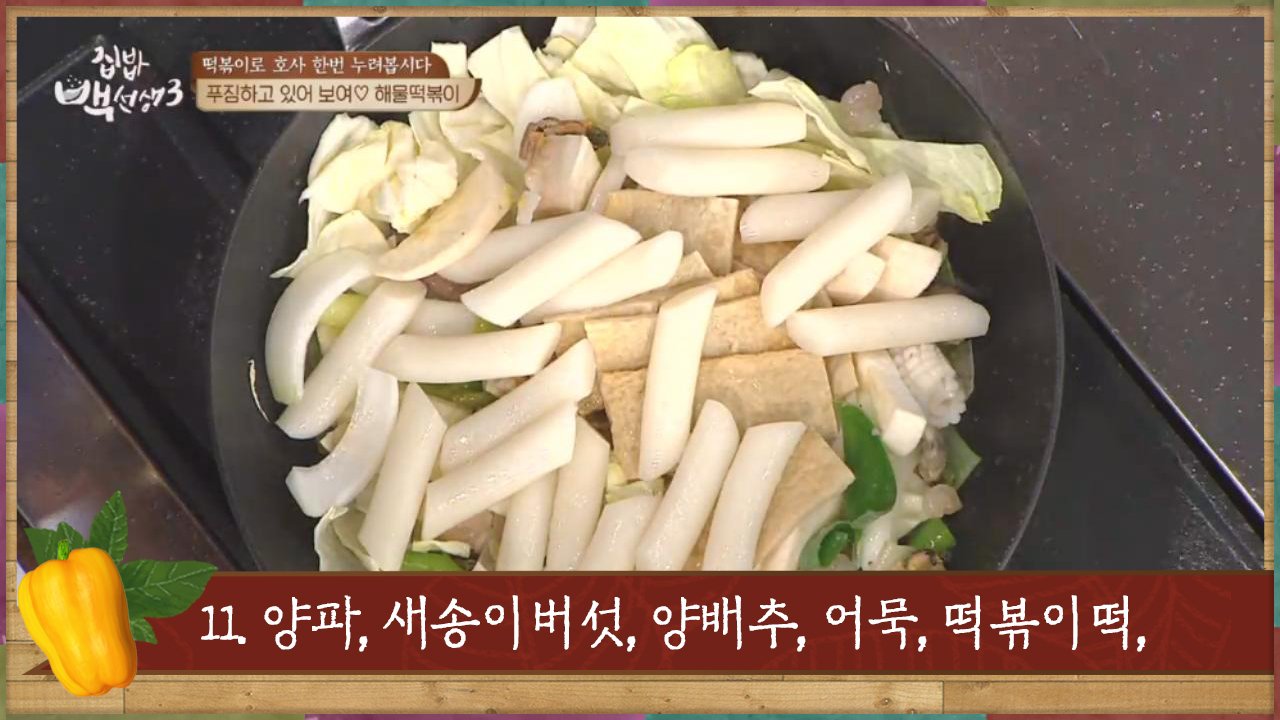 집밥
백선생3
떡볶이로 호사 한번 누려봅시다
푸짐하고 있어 보여♡ 해물떡볶이
11. 양파, 새송이버섯, 양배추, 어묵, 떡볶이떡,